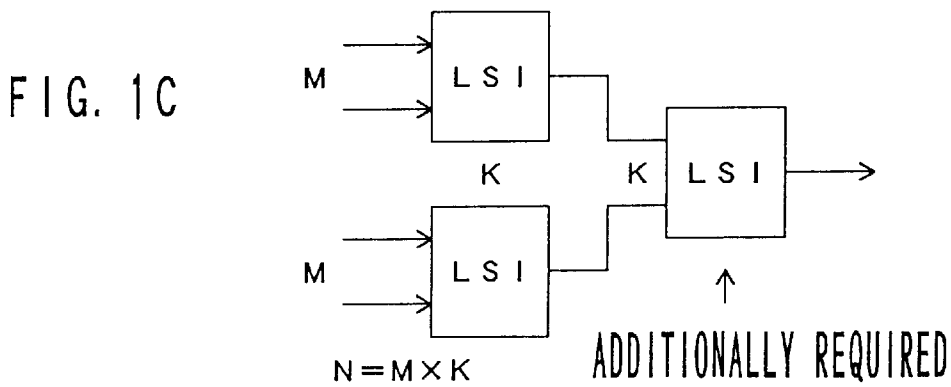 FIG. 1C
M
LSI
K
K
LSI
M
LSI
N=M×K
ADDITIONALLY REQUIRED